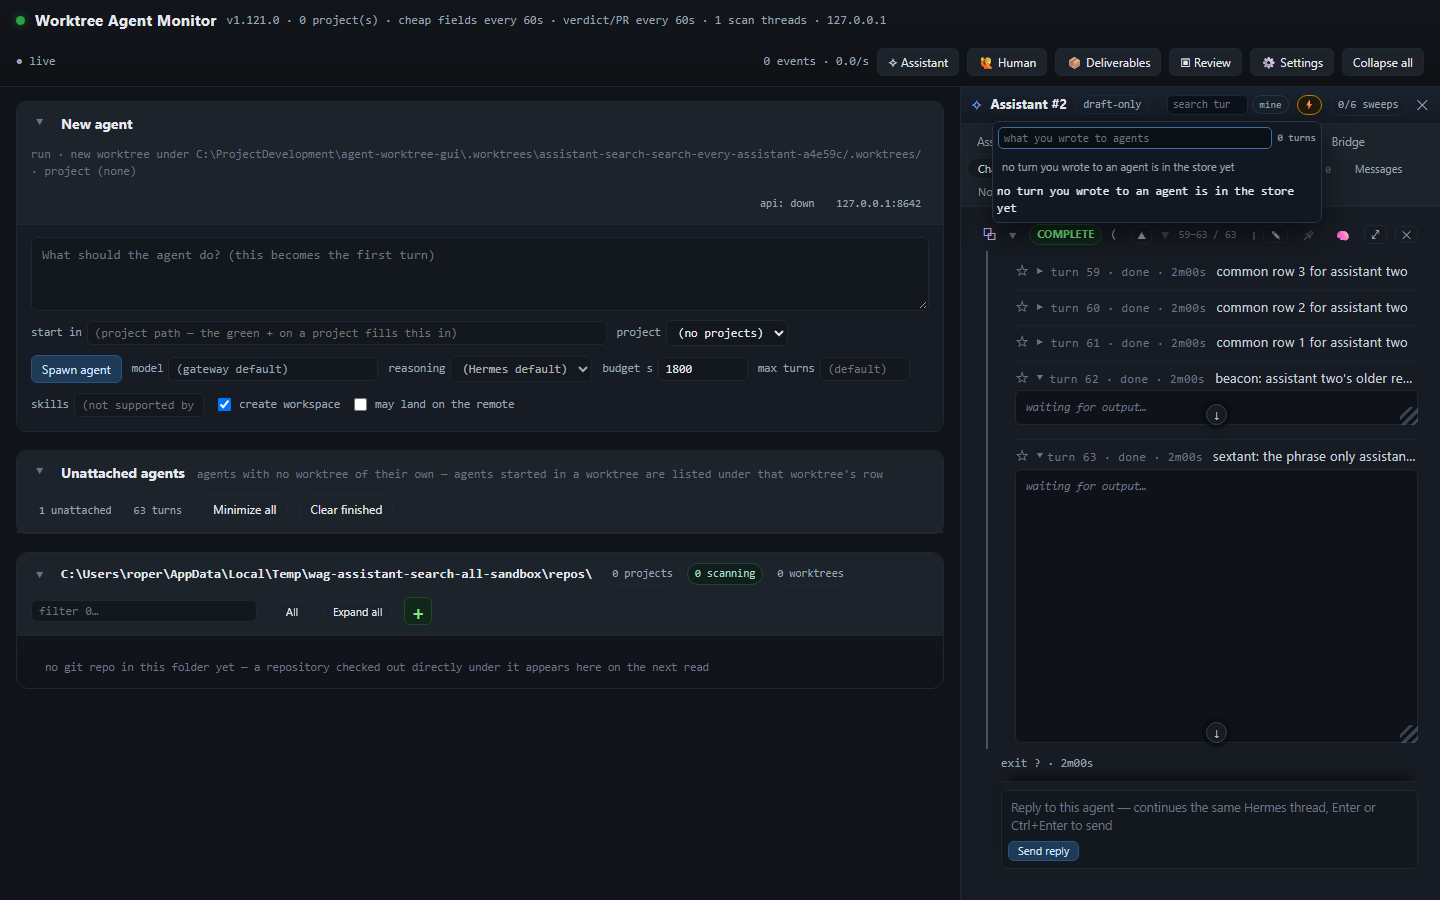 Worktree Agent Monitor v1.121.0 · 0 project(s) · cheap fields every 60s · verdict/PR every 60s · 1 scan threads · 127.0.0.1
live
0 events · 0.0/s
Assistant
Human
Deliverables
Review
Settings
Collapse all
New agent
run · new worktree under C:\ProjectDevelopment\agent-worktree-gui\.worktrees\assistant-search-search-every-assistant-a4e59c/.worktrees/
· project (none)
api: down 127.0.0.1:8642
What should the agent do? (this becomes the first turn)
start in (project path — the green + on a project fills this in) project (no projects)
Spawn agent model (gateway default) reasoning (Hermes default) budget s 1800 max turns (default)
skills (not supported by create workspace may land on the remote
Unattached agents agents with no worktree of their own — agents started in a worktree are listed under that worktree's row
1 unattached 63 turns Minimize all Clear finished
C:\Users\roper\AppData\Local\Temp\wag-assistant-search-all-sandbox\repos\ 0 projects 0 scanning 0 worktrees
filter 0… All Expand all +
no git repo in this folder yet — a repository checked out directly under it appears here on the next read
Assistant #2 draft-only search tur mine 0/6 sweeps
what you wrote to agents 0 turns
Bridge
no turn you wrote to an agent is in the store yet
Messages
no turn you wrote to an agent is in the store
yet
COMPLETE ( 59–63 / 63
turn 59 · done · 2m00s common row 3 for assistant two
turn 60 · done · 2m00s common row 2 for assistant two
turn 61 · done · 2m00s common row 1 for assistant two
turn 62 · done · 2m00s beacon: assistant two's older re…
waiting for output…
turn 63 · done · 2m00s sextant: the phrase only assistan…
waiting for output…
exit ? · 2m00s
Reply to this agent — continues the same Hermes thread, Enter or
Ctrl+Enter to send
Send reply